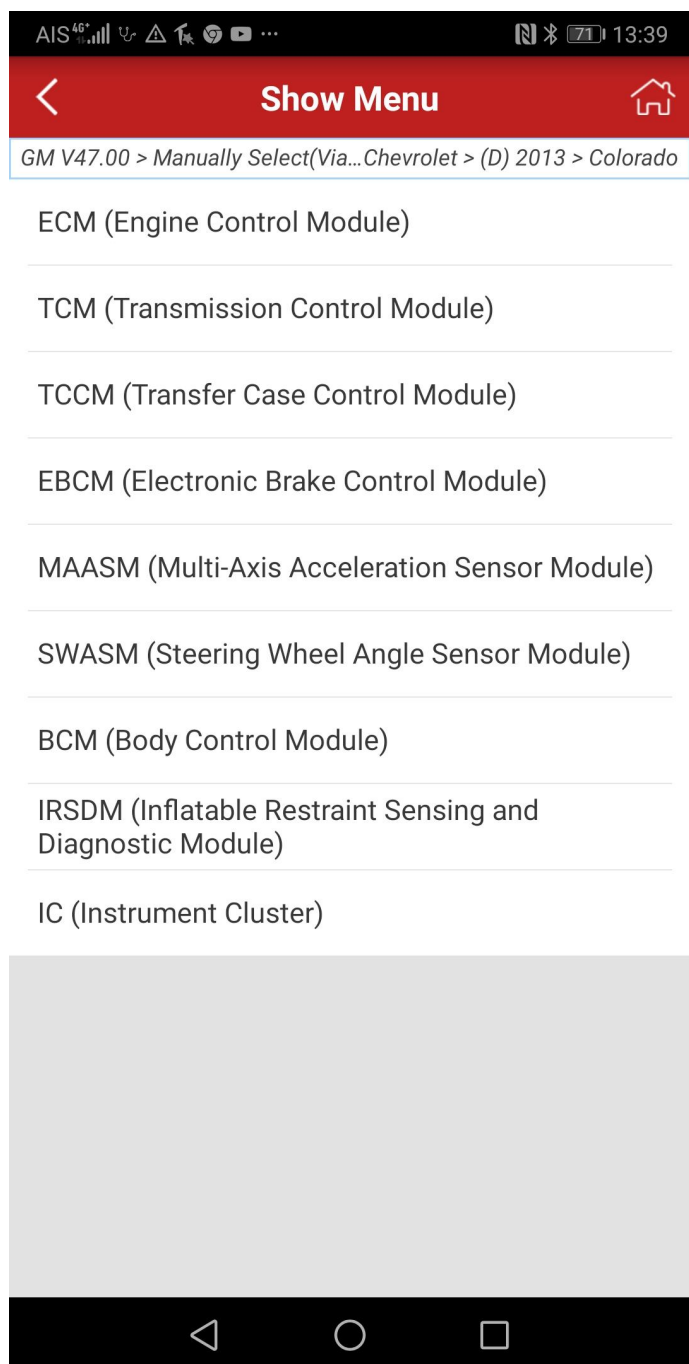 AIS 4G+ 71 13:39
Show Menu
GM V47.00 > Manually Select(Via...Chevrolet > (D) 2013 > Colorado
ECM (Engine Control Module)
TCM (Transmission Control Module)
TCCM (Transfer Case Control Module)
EBCM (Electronic Brake Control Module)
MAASM (Multi-Axis Acceleration Sensor Module)
SWASM (Steering Wheel Angle Sensor Module)
BCM (Body Control Module)
IRSDM (Inflatable Restraint Sensing and
Diagnostic Module)
IC (Instrument Cluster)